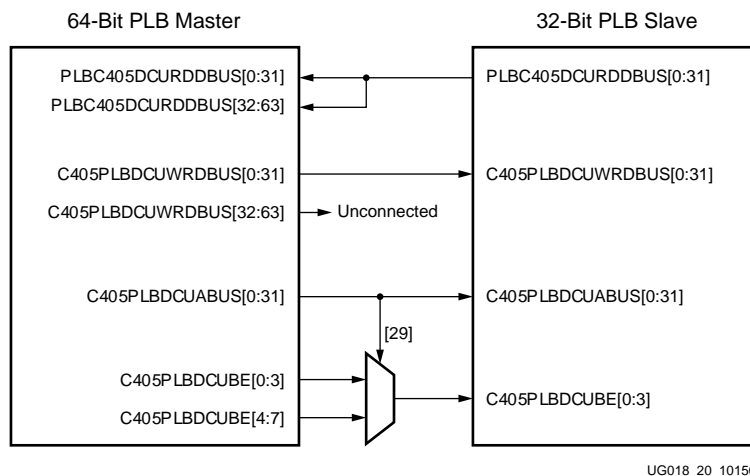 64-Bit PLB Master
32-Bit PLB Slave
PLBC405DCURDDBUS[0:31]
PLBC405DCURDDBUS[0:31]
PLBC405DCURDDBUS[32:63]
C405PLBDCUWRDBUS[0:31]
C405PLBDCUWRDBUS[0:31]
C405PLBDCUWRDBUS[32:63]
Unconnected
C405PLBDCUABUS[0:31]
C405PLBDCUABUS[0:31]
[29]
C405PLBDCUBE[0:3]
C405PLBDCUBE[0:3]
C405PLBDCUBE[4:7]